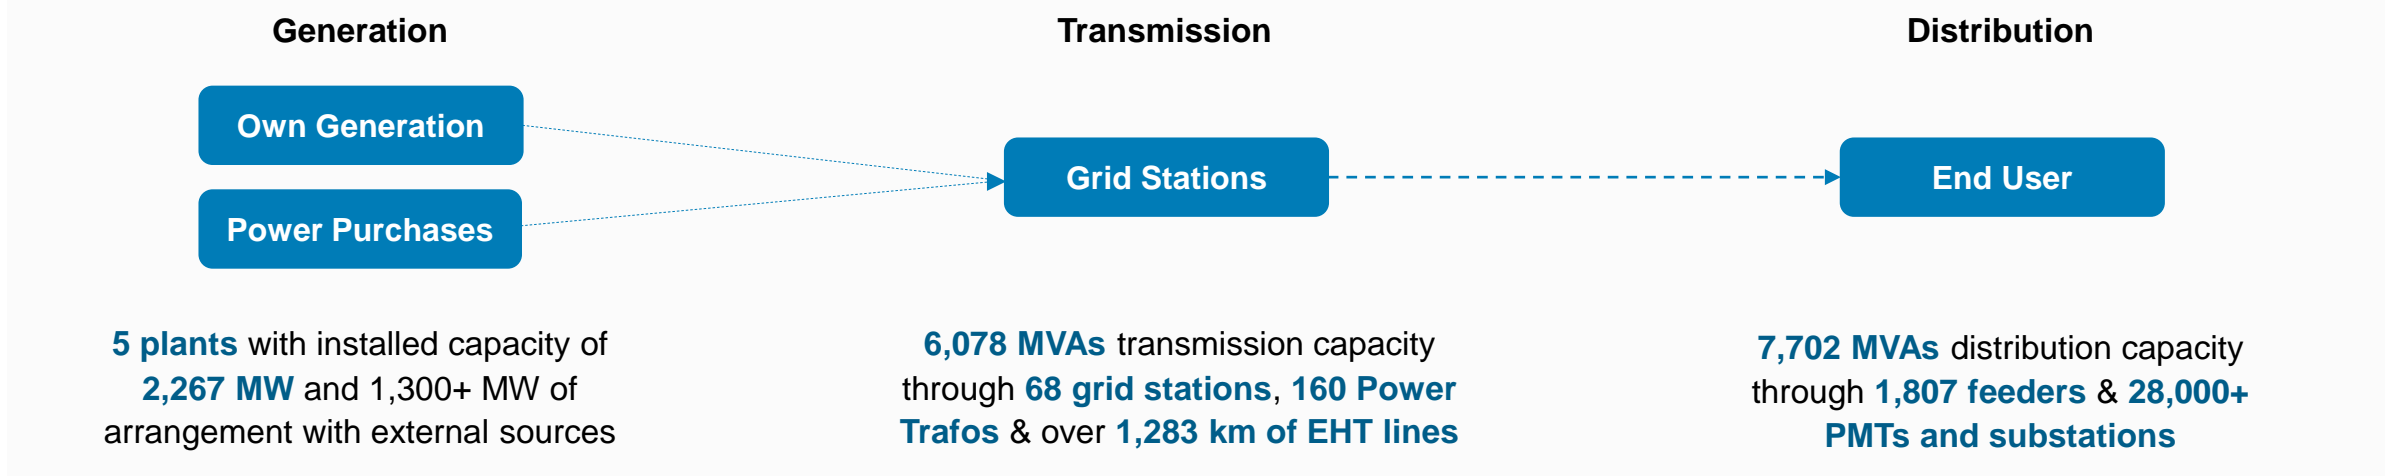 Generation
Transmission
Distribution
Own Generation
Power Purchases
Grid Stations
End User
5 plants with installed capacity of
2,267 MW and 1,300+ MW of
arrangement with external sources
6,078 MVAs transmission capacity
through 68 grid stations, 160 Power
Trafos & over 1,283 km of EHT lines
7,702 MVAs distribution capacity
through 1,807 feeders & 28,000+
PMTs and substations